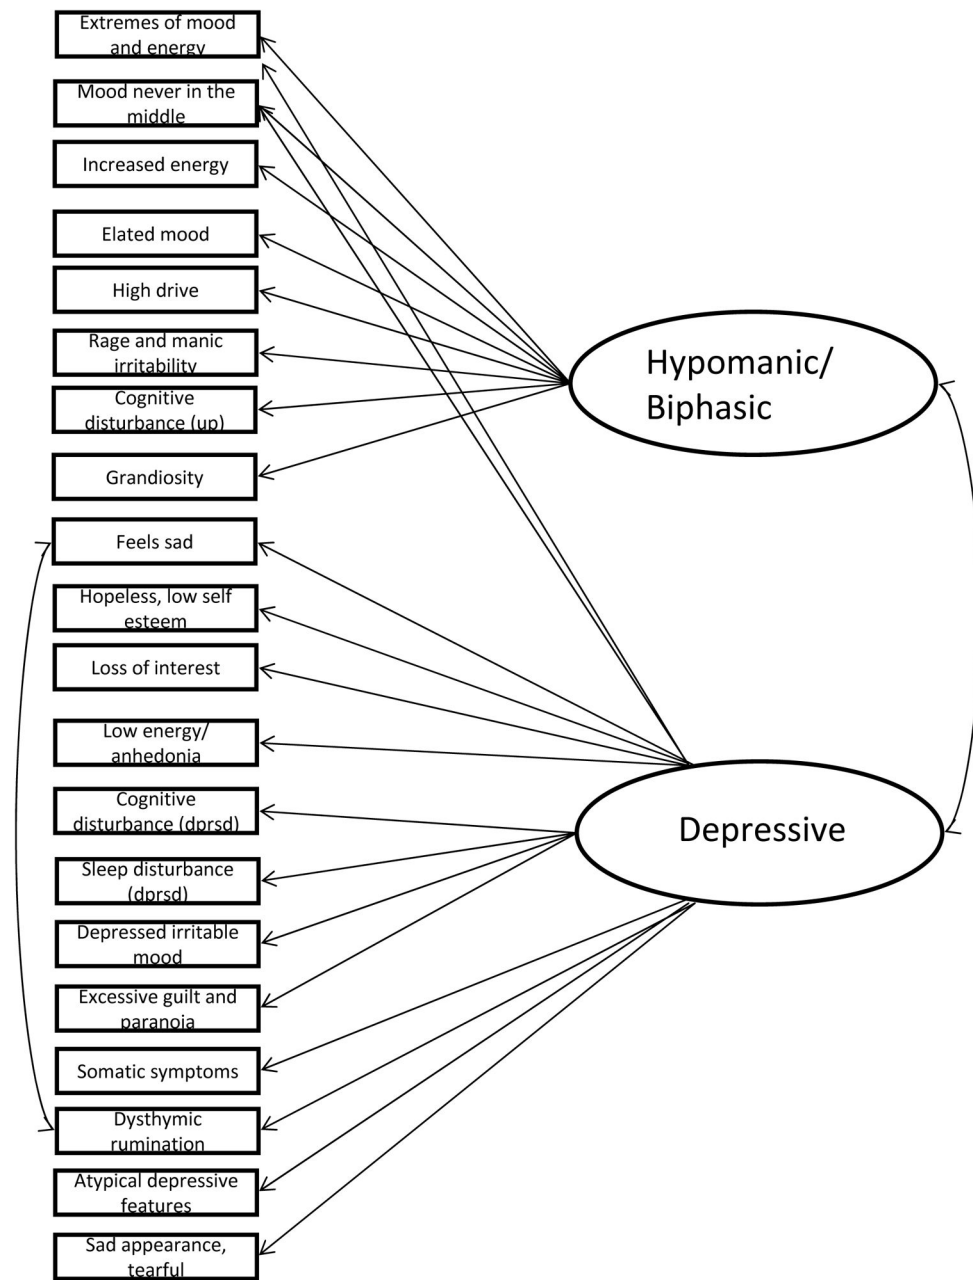 Extremes of mood
and energy
Mood never in the
middle
Increased energy
Elated mood
High drive
Rage and manic
irritability
Cognitive
disturbance (up)
Grandiosity
Feels sad
Hopeless, low self
esteem
Loss of interest
Low energy/
anhedonia
Cognitive
disturbance (dprsd)
Sleep disturbance
(dprsd)
Depressed irritable
mood
Excessive guilt and
paranoia
Somatic symptoms
Dysthymic
rumination
Atypical depressive
features
Sad appearance,
tearful
Hypomanic/
Biphasic
Depressive